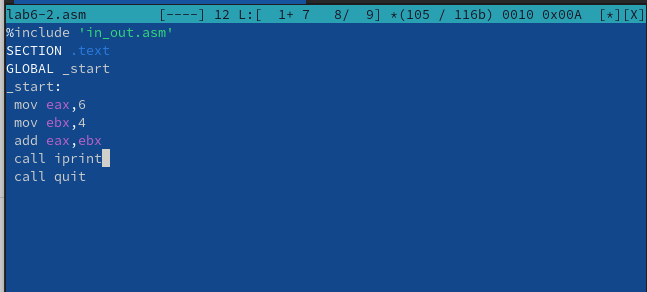 lab6-2.asm [----] 12 L:[ 1+ 7 8/ 9] *(105 / 116b) 0010 0x00A [*][X]
%include 'in_out.asm'
SECTION .text
GLOBAL _start
_start:
mov eax,6
mov ebx,4
add eax,ebx
call iprint
call quit